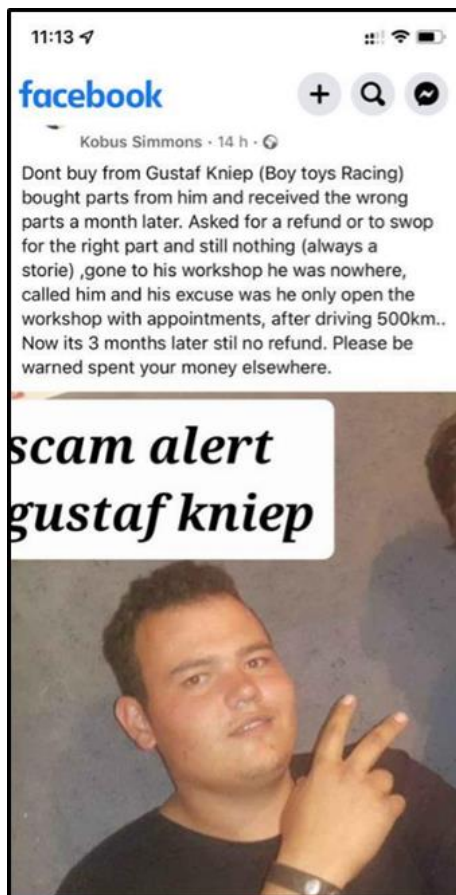 11:13
facebook
Kobus Simmons · 14 h ·
Dont buy from Gustaf Kniep (Boy toys Racing)
bought parts from him and received the wrong
parts a month later. Asked for a refund or to swop
for the right part and still nothing (always a
storie) ,gone to his workshop he was nowhere,
called him and his excuse was he only open the
workshop with appointments, after driving 500km..
Now its 3 months later stil no refund. Please be
warned spent your money elsewhere.
scam alert
gustaf kniep